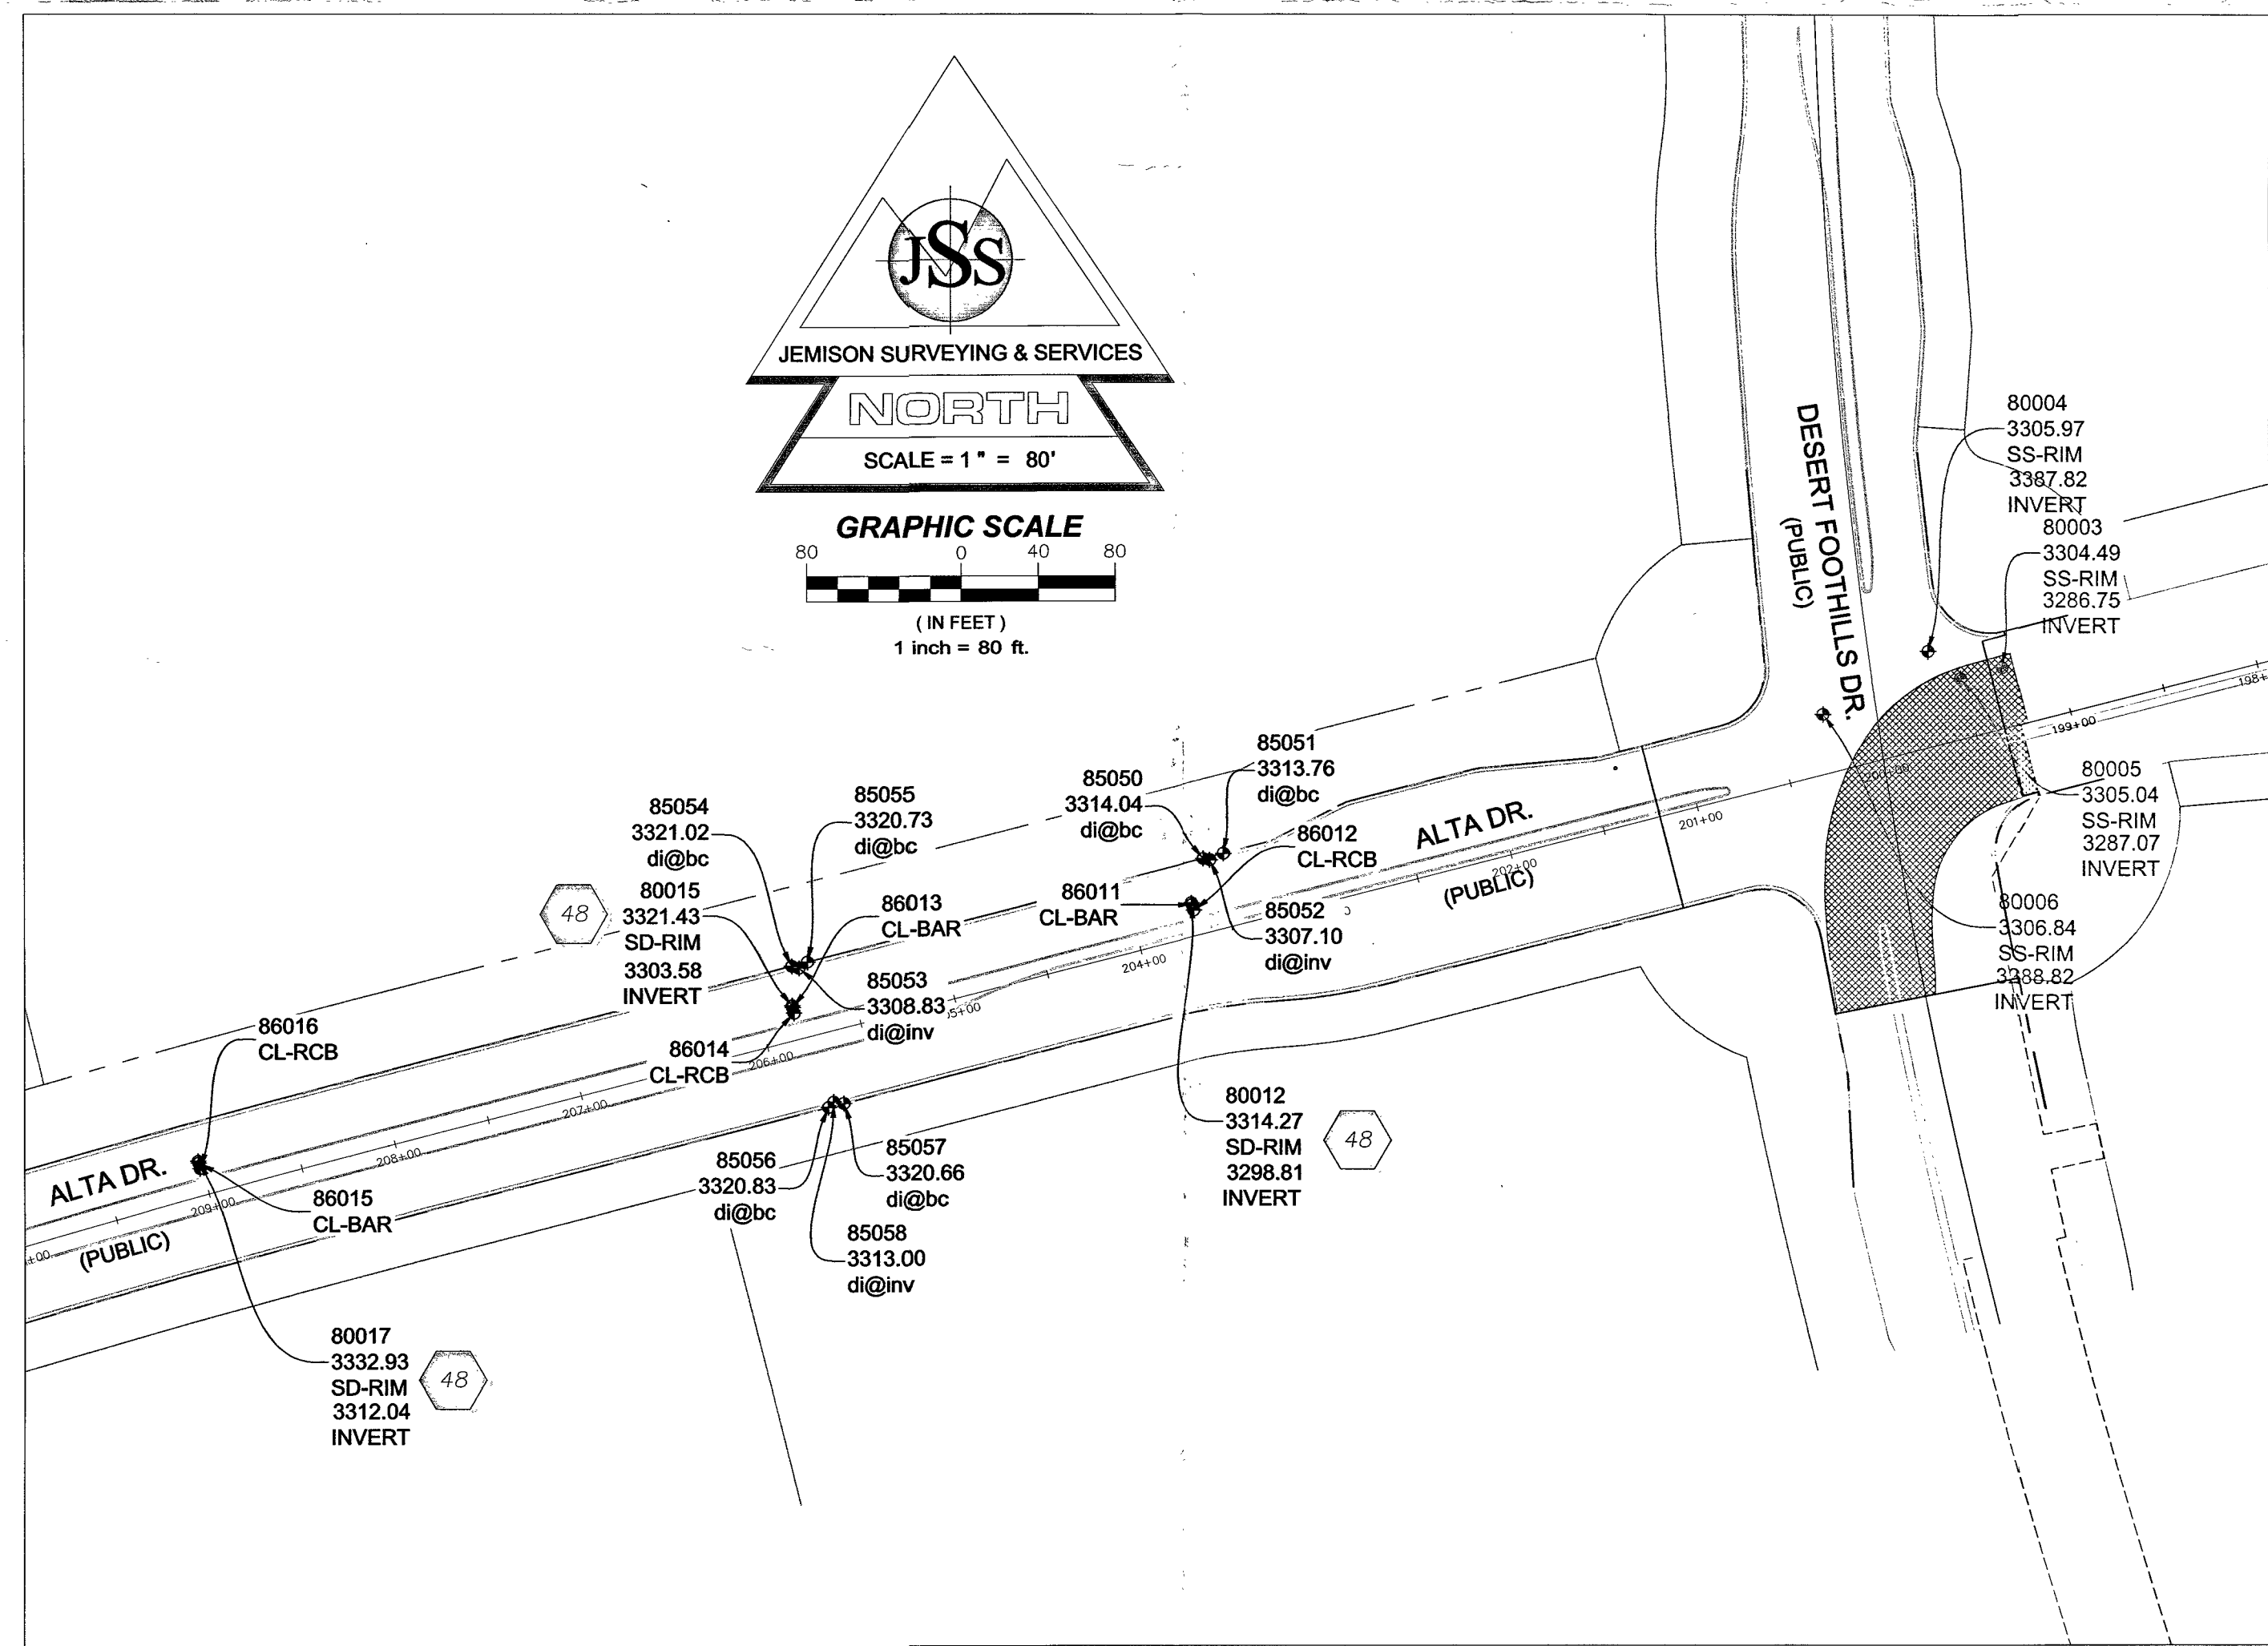 JSS
JEMISON SURVEYING & SERVICES
NORTH
SCALE = 1 " = 80'
GRAPHIC SCALE
80 0 40 80
( IN FEET )
1 inch = 80 ft.
DESERT FOOTHILLS DR.
(PUBLIC)
80004
3305.97
SS-RIM
3387.82
INVERT
80003
3304.49
SS-RIM
3286.75
INVERT
198+
199+00
200+00
80005
3305.04
SS-RIM
3287.07
INVERT
80006
3306.84
SS-RIM
3288.82
INVERT
85051
3313.76
di@bc
85050
3314.04
di@bc
86012
CL-RCB
ALTA DR.
(PUBLIC)
201+00
202+00
86011
CL-BAR
85052
3307.10
di@inv
204+00
85054
3321.02
di@bc
85055
3320.73
di@bc
48
80015
3321.43
SD-RIM
3303.58
INVERT
86013
CL-BAR
85053
3308.83
di@inv
5+00
86014
CL-RCB
206+00
86016
CL-RCB
207+00
208+00
209+00
+00
ALTA DR.
(PUBLIC)
86015
CL-BAR
85056
3320.83
di@bc
85057
3320.66
di@bc
85058
3313.00
di@inv
80012
3314.27
SD-RIM
3298.81
INVERT
48
80017
3332.93
SD-RIM
3312.04
INVERT
48